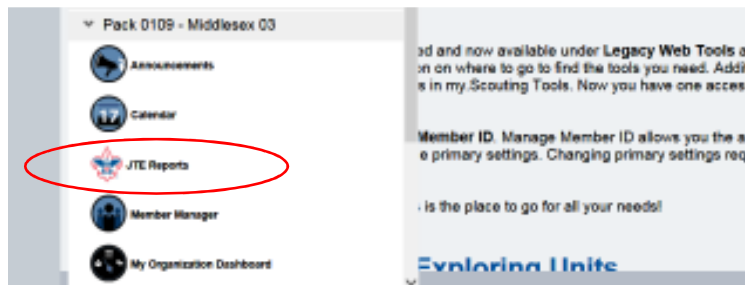 Pack 0109 - Middlesex 03
Announcements
17
Calendar
JTE Reports
Member Manager
My Organization Dashboard
ed and now available under Legacy Web Tools a
on on where to go to find the tools you need. Addit
s in my.Scouting Tools. Now you have one acces
Member ID. Manage Member ID allows you the a
e primary settings. Changing primary settings req
is the place to go for all your needs!
Exploring Units